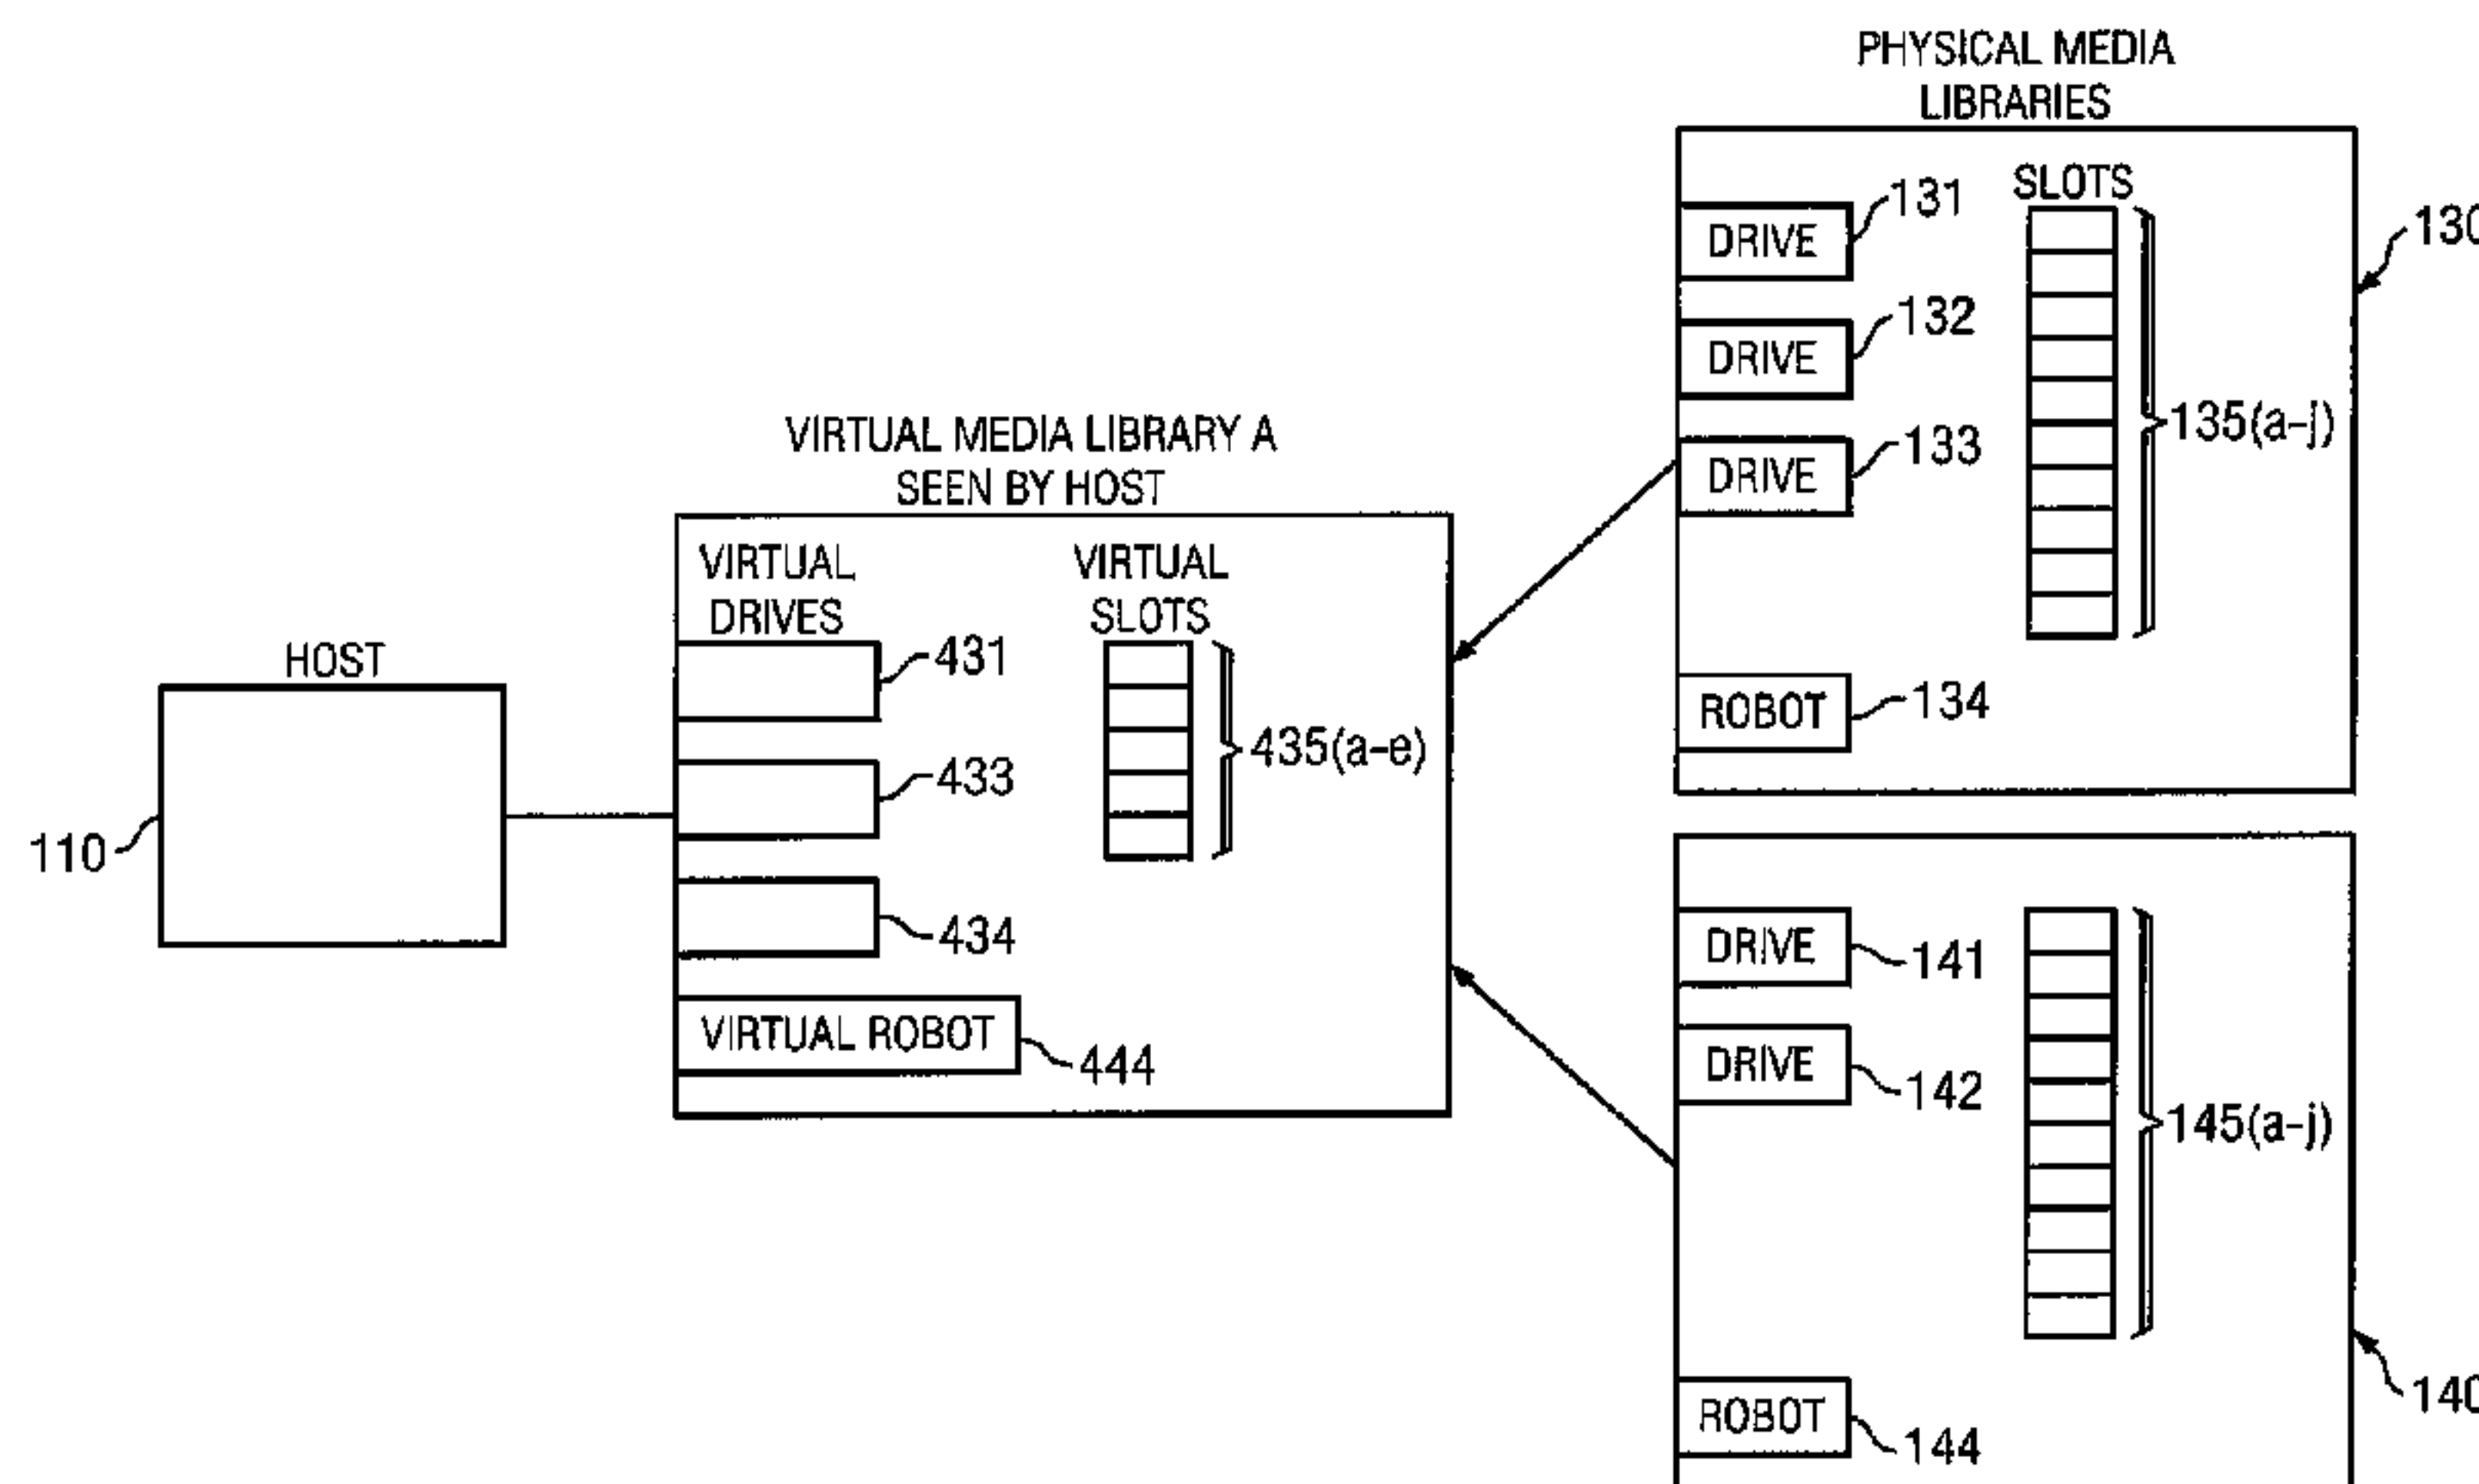 PHYSICAL MEDIA
LIBRARIES
SLOTS
DRIVE
131
130
DRIVE
132
135(a-j)
DRIVE
133
ROBOT
134
VIRTUAL MEDIA LIBRARY A
SEEN BY HOST
VIRTUAL
DRIVES
VIRTUAL
SLOTS
431
433
435(a-e)
434
VIRTUAL ROBOT
444
HOST
110
DRIVE
141
DRIVE
142
145(a-j)
140
ROBOT
144